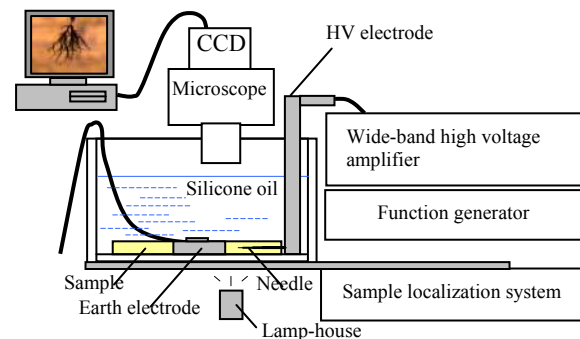 CCD
HV electrode
Microscope
Wide-band high voltage
amplifier
Silicone oil
Function generator
Sample
Needle
Earth electrode
Sample localization system
Lamp-house